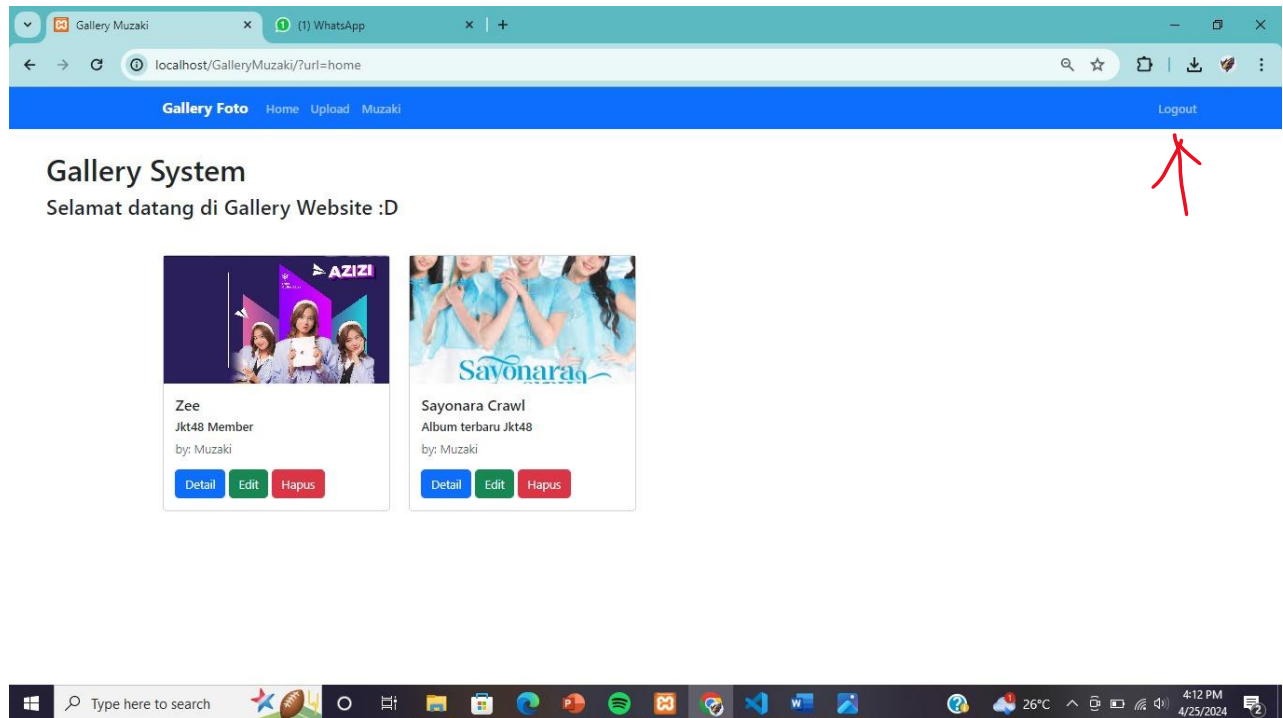 Gallery Muzaki
(1) WhatsApp
localhost/GalleryMuzaki/?url=home
Gallery Foto Home Upload Muzaki Logout
Gallery System
Selamat datang di Gallery Website :D
AZIZI
Sayonara
Zee
Jkt48 Member
by: Muzaki
Detail Edit Hapus
Sayonara Crawl
Album terbaru Jkt48
by: Muzaki
Detail Edit Hapus
Type here to search
26°C
4:12 PM
4/25/2024
2